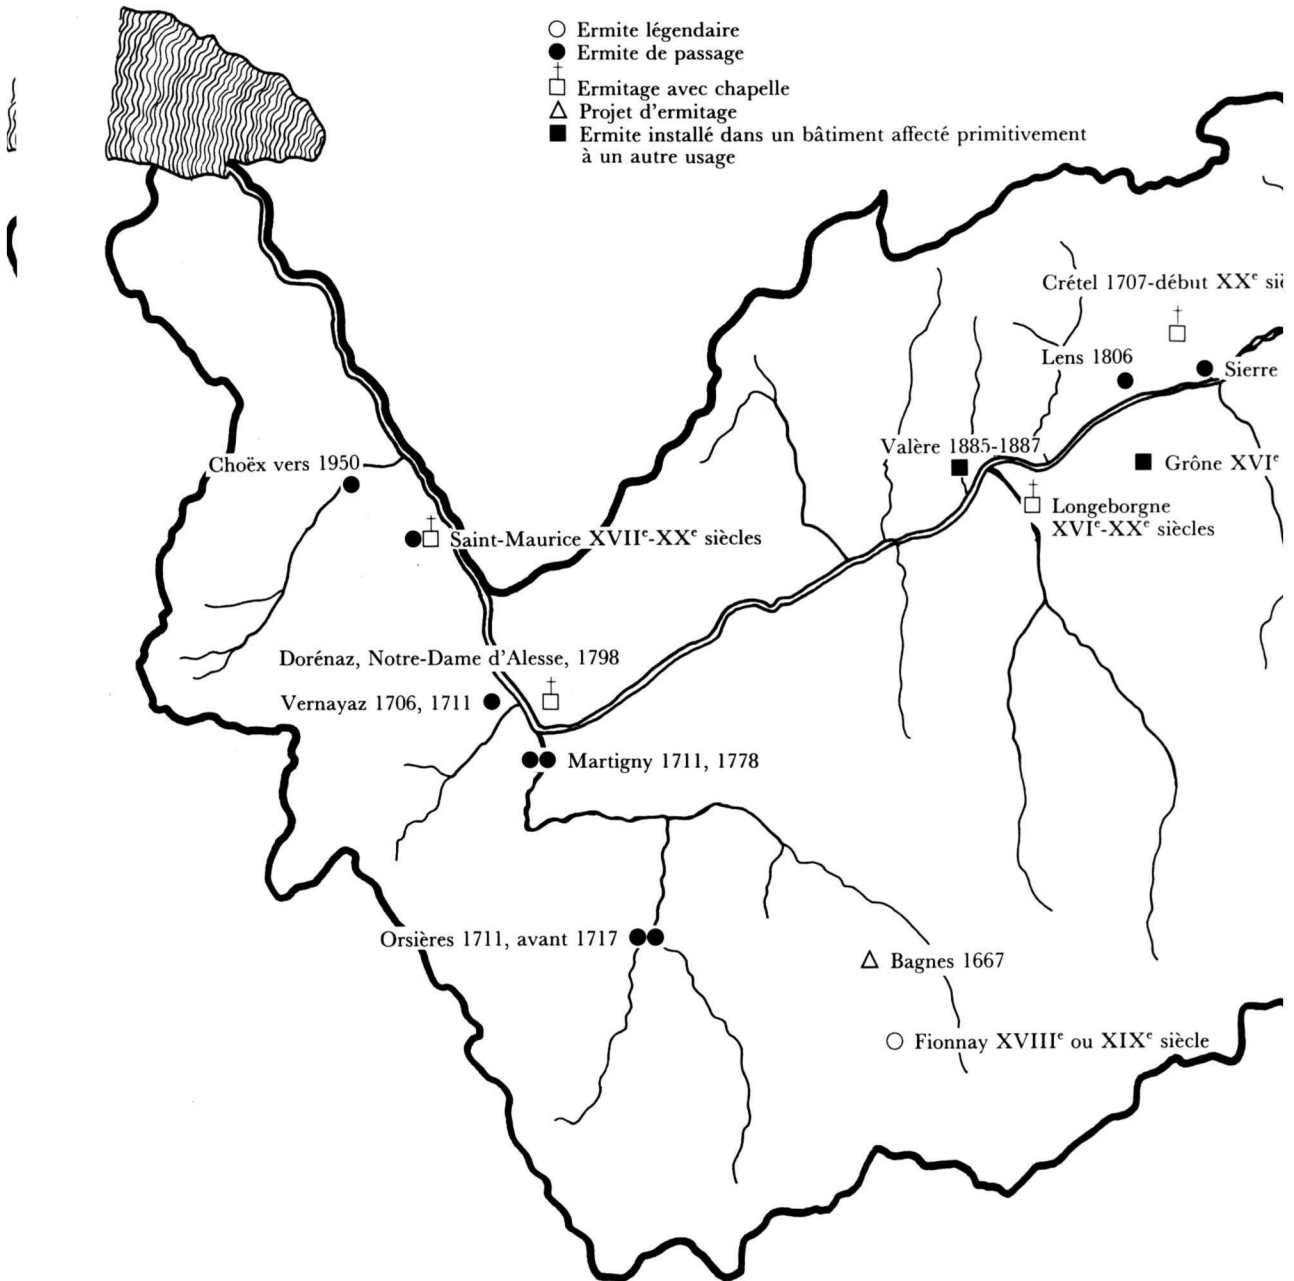 Ermite légendaire
Ermite de passage
Ermitage avec chapelle
Projet d'ermitage
Ermite installé dans un bâtiment affecté primitivement
à un autre usage
Crétel 1707-début XXᵉ siè
Lens 1806
Sierre
Valère 1885-1887
Choëx vers 1950
Grône XVIᵉ
Longeborgne
XVIᵉ-XXᵉ siècles
Saint-Maurice XVIIᵉ-XXᵉ siècles
Dorénaz, Notre-Dame d'Alesse, 1798
Vernayaz 1706, 1711
Martigny 1711, 1778
Orsières 1711, avant 1717
Bagnes 1667
Fionnay XVIIIᵉ ou XIXᵉ siècle